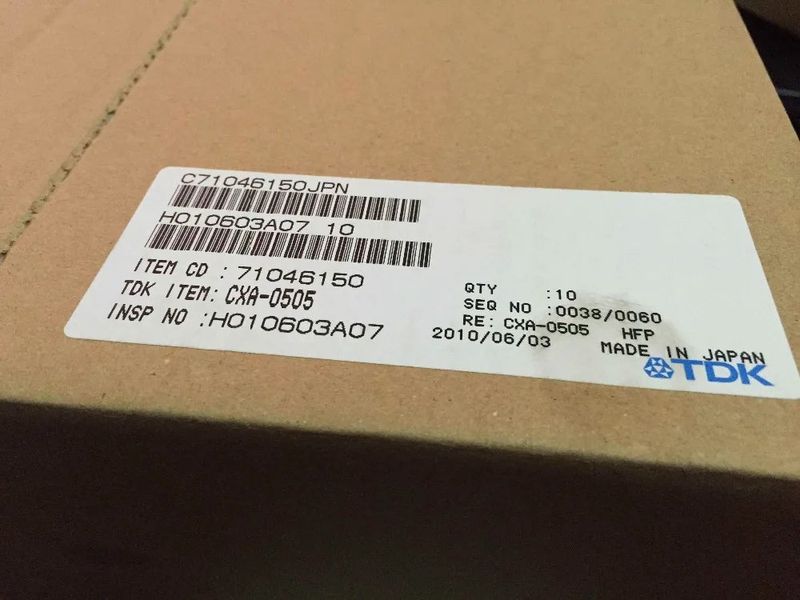 C71046150JPN
H010603A07 10
ITEM CD : 71046150
TDK ITEM: CXA-0505
INSP NO :H010603A07
QTY :10
SEQ NO :0038/0060
RE: CXA-0505 HFP
2010/06/03 MADE IN JAPAN
TDK